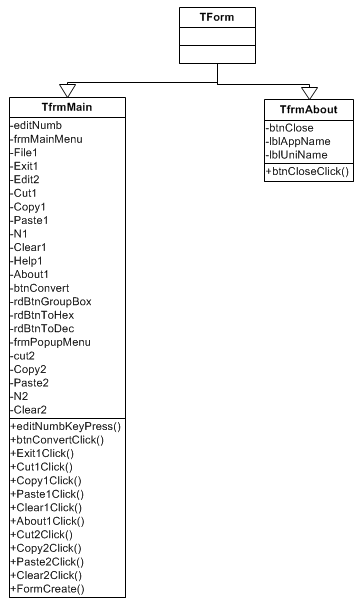 TForm
TfrmMain
-editNumb
-frmMainMenu
-File1
-Exit1
-Edit2
-Cut1
-Copy1
-Paste1
-N1
-Clear1
-Help1
-About1
-btnConvert
-rdBtnGroupBox
-rdBtnToHex
-rdBtnToDec
-frmPopupMenu
-cut2
-Copy2
-Paste2
-N2
-Clear2
+editNumbKeyPress()
+btnConvertClick()
+Exit1Click()
+Cut1Click()
+Copy1Click()
+Paste1Click()
+Clear1Click()
+About1Click()
+Cut2Click()
+Copy2Click()
+Paste2Click()
+Clear2Click()
+FormCreate()
TfrmAbout
-btnClose
-lblAppName
-lblUniName
+btnCloseClick()